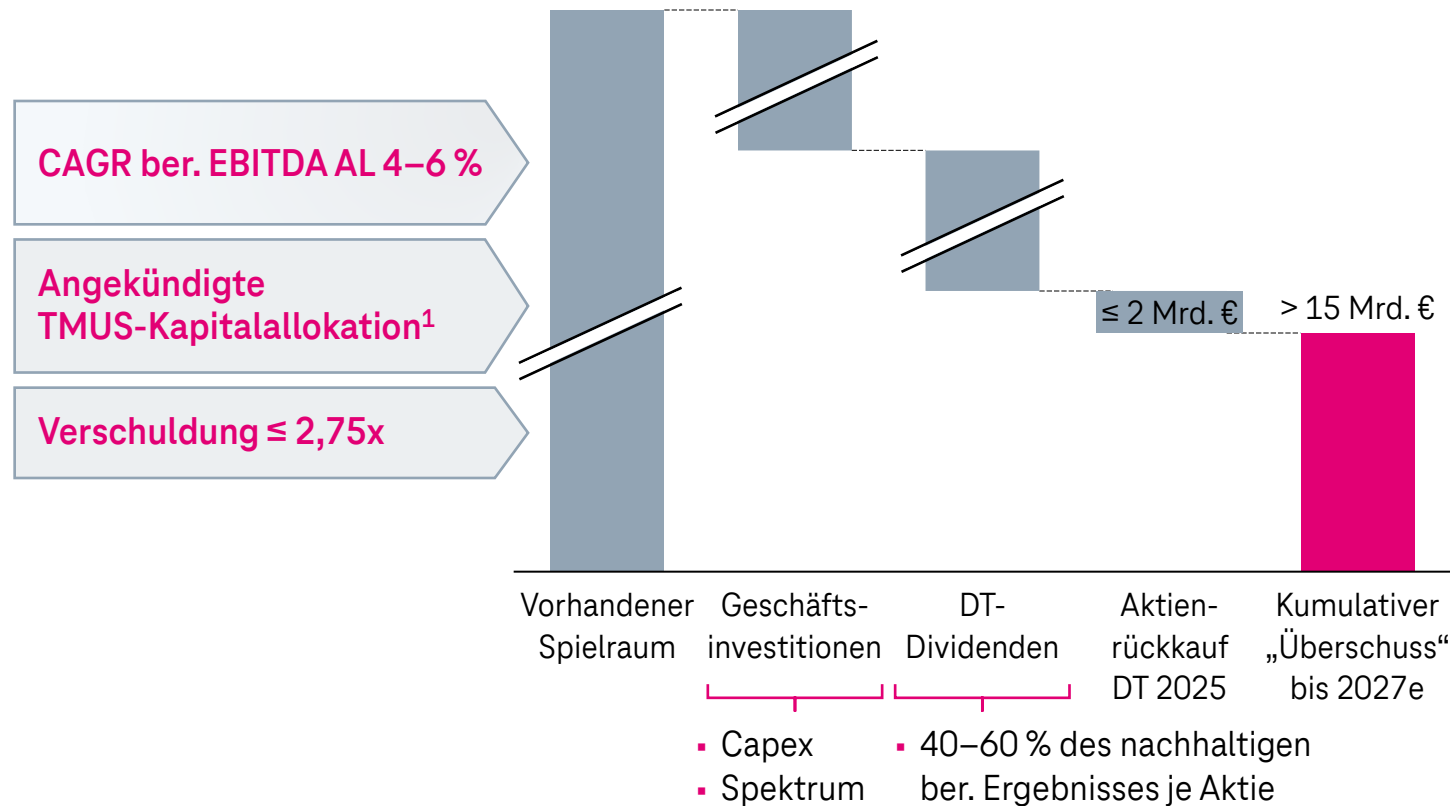 CAGR ber. EBITDA AL 4–6 %
Angekündigte
TMUS-Kapitalallokation¹
Verschuldung ≤ 2,75x
≤ 2 Mrd. €
> 15 Mrd. €
Vorhandener
Spielraum
Geschäfts-
investitionen
DT-
Dividenden
Aktien-
rückkauf
DT 2025
Kumulativer
„Überschuss“
bis 2027e
▪ Capex
▪ Spektrum
▪ 40–60 % des nachhaltigen
ber. Ergebnisses je Aktie